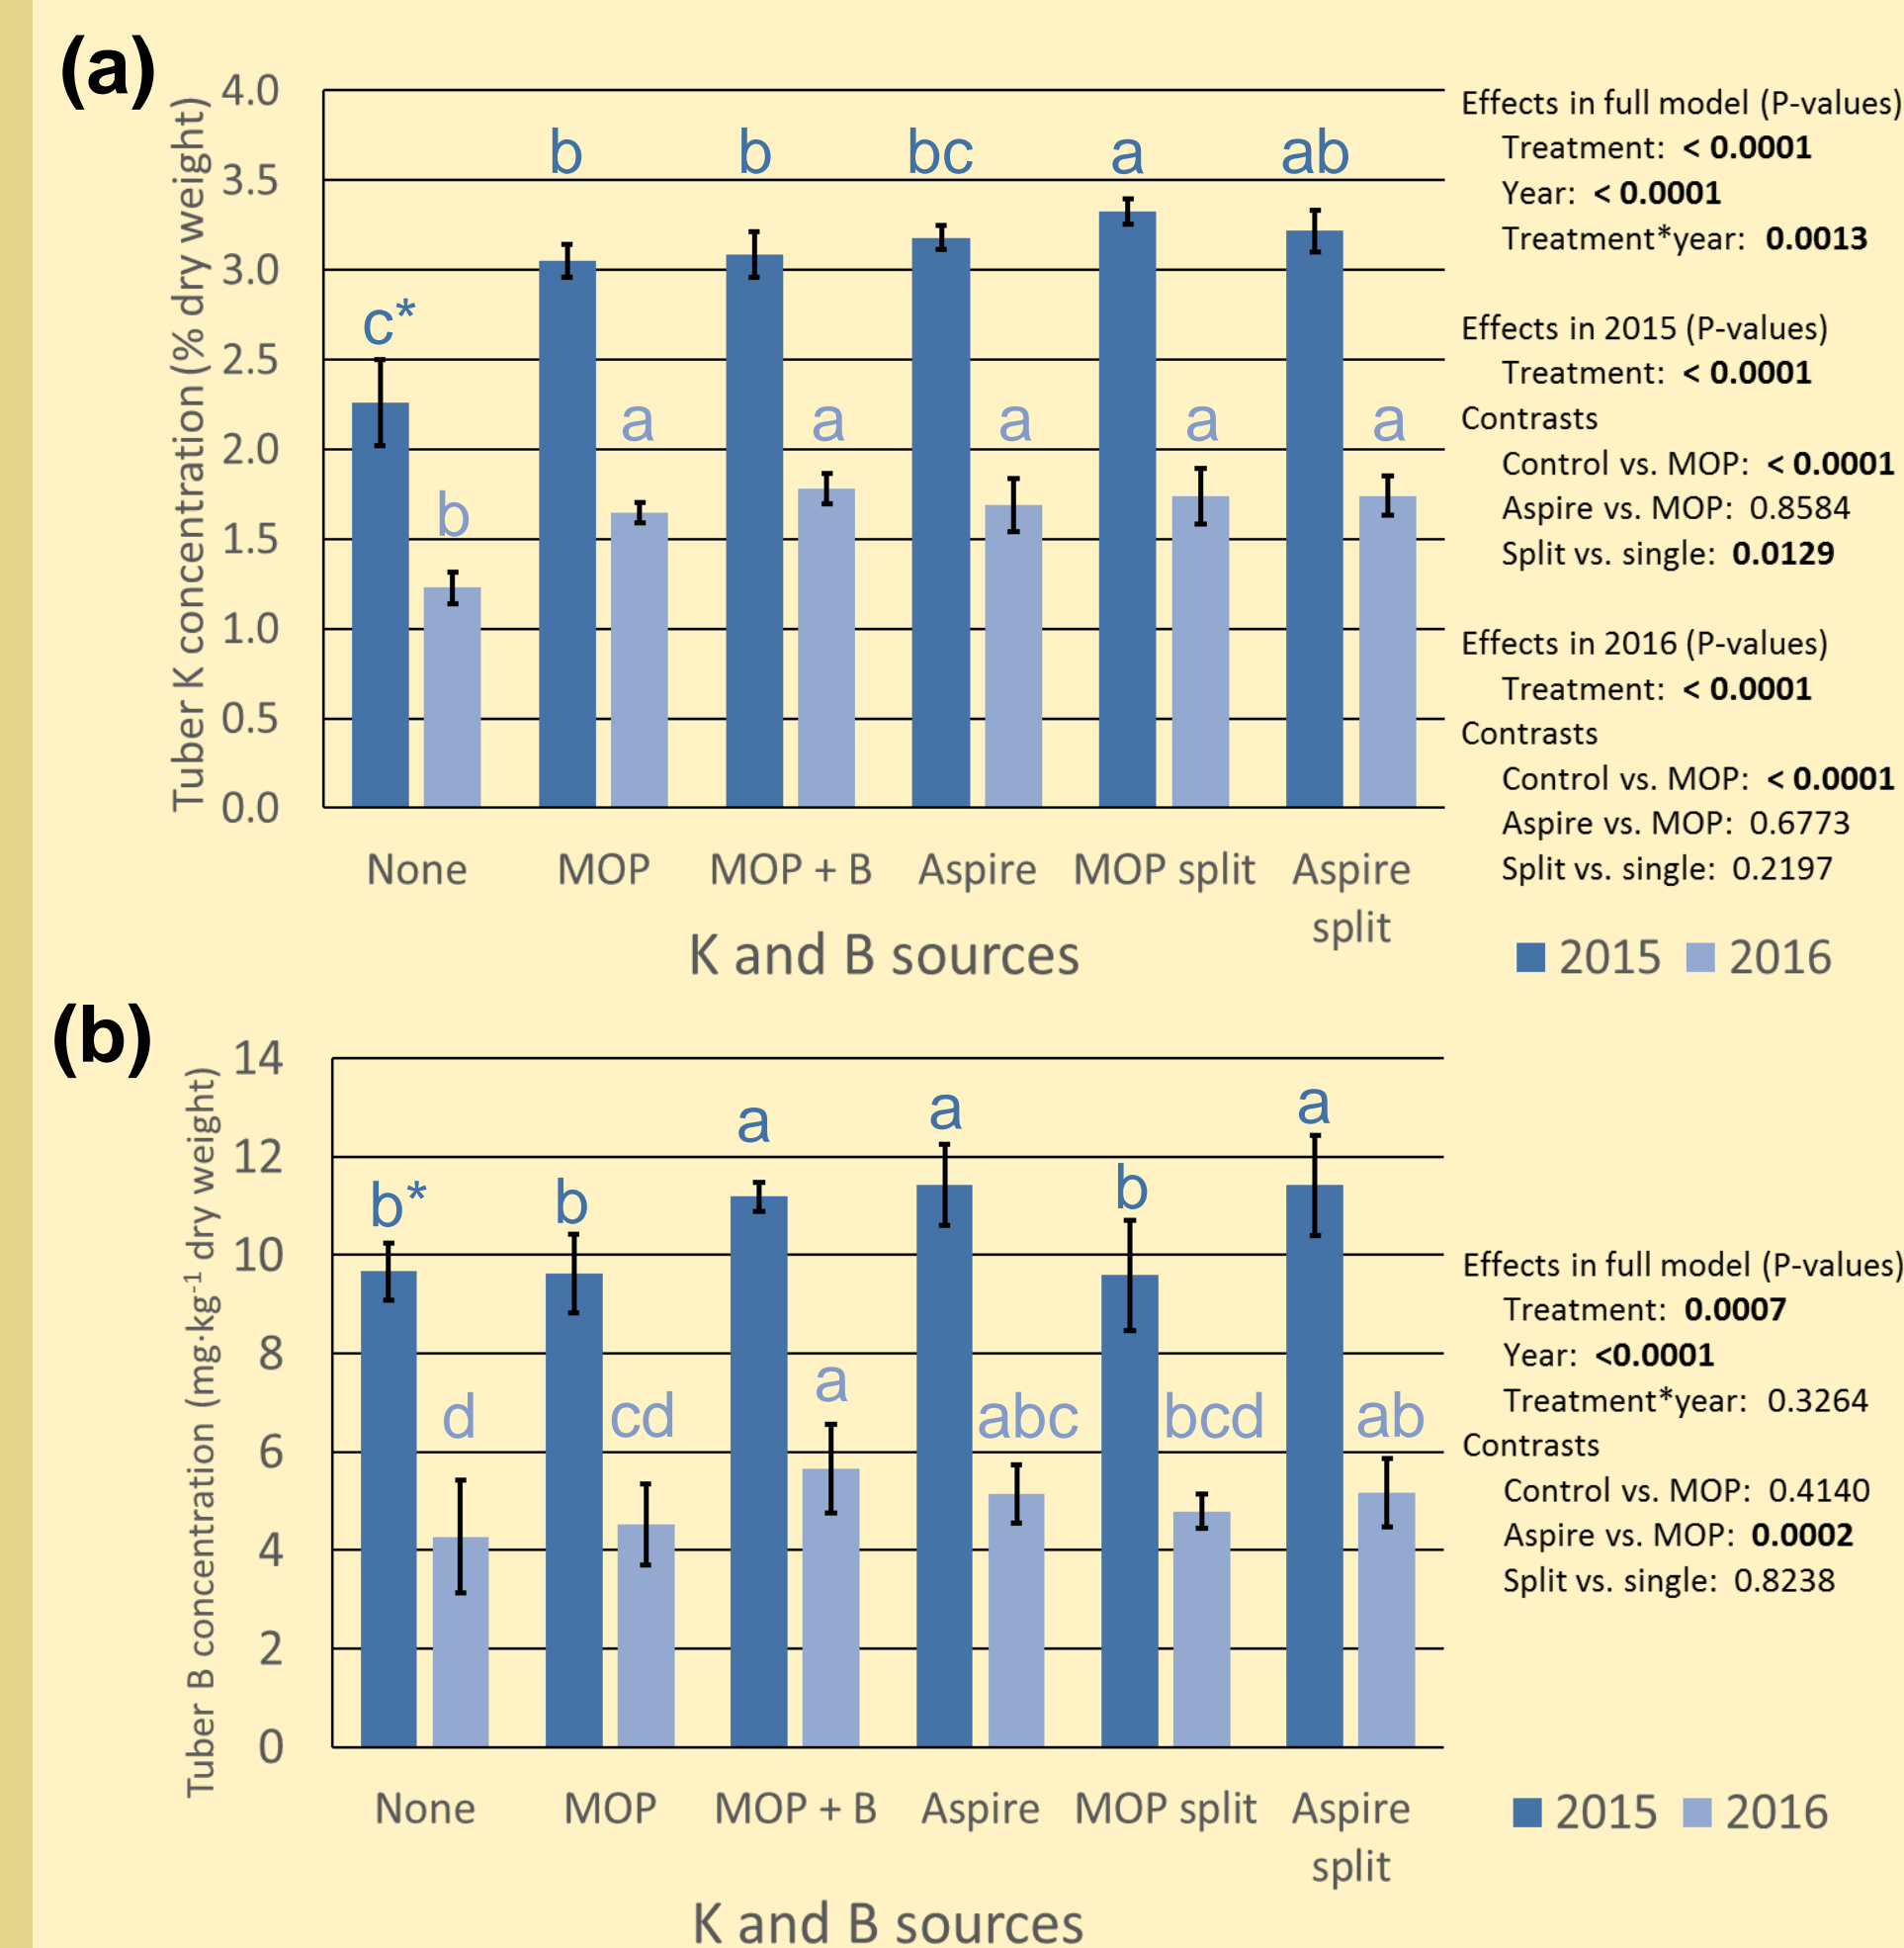 (a)
Tuber K concentration (% dry weight)
4.0
3.5
3.0
2.5
2.0
1.5
1.0
0.5
0.0
c*
b
b
a
b
a
bc
a
a
a
ab
a
None
MOP
MOP + B
Aspire
MOP split
Aspire
split
K and B sources
Effects in full model (P-values)
Treatment: < 0.0001
Year: < 0.0001
Treatment*year: 0.0013
Effects in 2015 (P-values)
Treatment: < 0.0001
Contrasts
Control vs. MOP: < 0.0001
Aspire vs. MOP: 0.8584
Split vs. single: 0.0129
Effects in 2016 (P-values)
Treatment: < 0.0001
Contrasts
Control vs. MOP: < 0.0001
Aspire vs. MOP: 0.6773
Split vs. single: 0.2197
2015 2016
(b)
Tuber B concentration (mg·kg⁻¹ dry weight)
14
12
10
8
6
4
2
0
b*
d
b
cd
a
a
a
abc
b
bcd
a
ab
None
MOP
MOP + B
Aspire
MOP split
Aspire
split
K and B sources
Effects in full model (P-values)
Treatment: 0.0007
Year: <0.0001
Treatment*year: 0.3264
Contrasts
Control vs. MOP: 0.4140
Aspire vs. MOP: 0.0002
Split vs. single: 0.8238
2015 2016